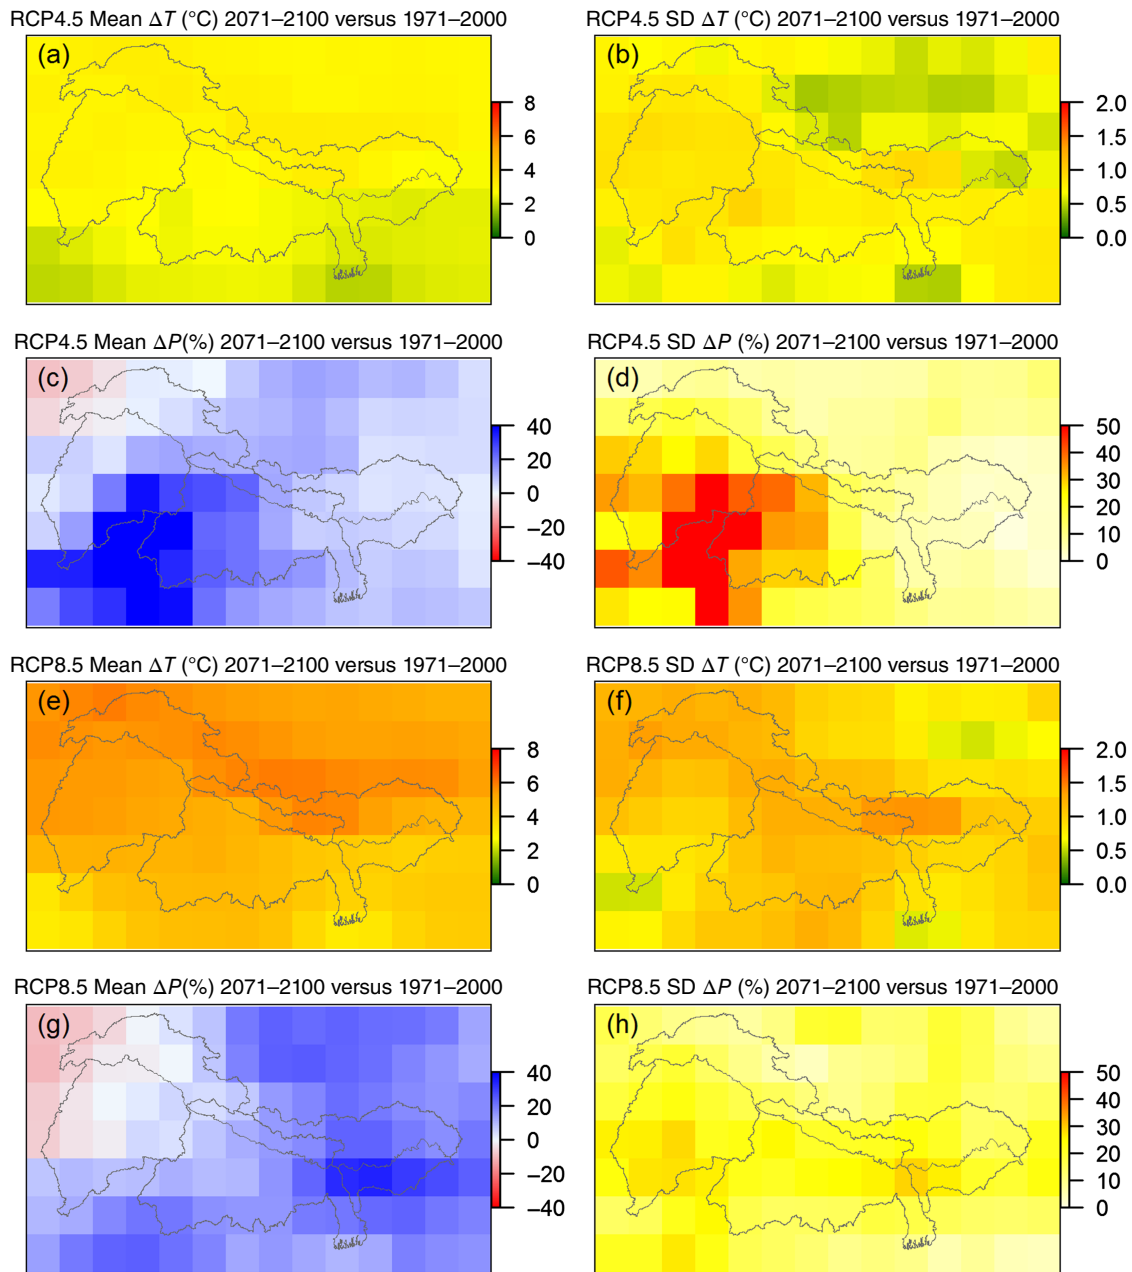 RCP4.5 Mean ΔT (°C) 2071–2100 versus 1971–2000
(a)
8
6
4
2
0
RCP4.5 SD ΔT (°C) 2071–2100 versus 1971–2000
(b)
2.0
1.5
1.0
0.5
0.0
RCP4.5 Mean ΔP(%) 2071–2100 versus 1971–2000
(c)
40
20
0
−20
−40
RCP4.5 SD ΔP (%) 2071–2100 versus 1971–2000
(d)
50
40
30
20
10
0
RCP8.5 Mean ΔT (°C) 2071–2100 versus 1971–2000
(e)
8
6
4
2
0
RCP8.5 SD ΔT (°C) 2071–2100 versus 1971–2000
(f)
2.0
1.5
1.0
0.5
0.0
RCP8.5 Mean ΔP(%) 2071–2100 versus 1971–2000
(g)
40
20
0
−20
−40
RCP8.5 SD ΔP (%) 2071–2100 versus 1971–2000
(h)
50
40
30
20
10
0